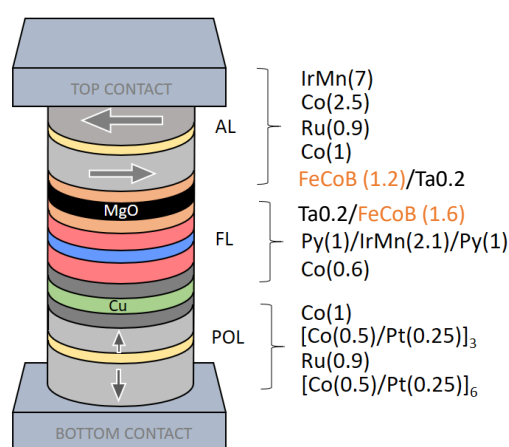 TOP CONTACT
AL
IrMn(7)
Co(2.5)
Ru(0.9)
Co(1)
FeCoB (1.2)/Ta0.2
MgO
FL
Ta0.2/FeCoB (1.6)
Py(1)/IrMn(2.1)/Py(1)
Co(0.6)
Cu
POL
Co(1)
[Co(0.5)/Pt(0.25)]₃
Ru(0.9)
[Co(0.5)/Pt(0.25)]₆
BOTTOM CONTACT